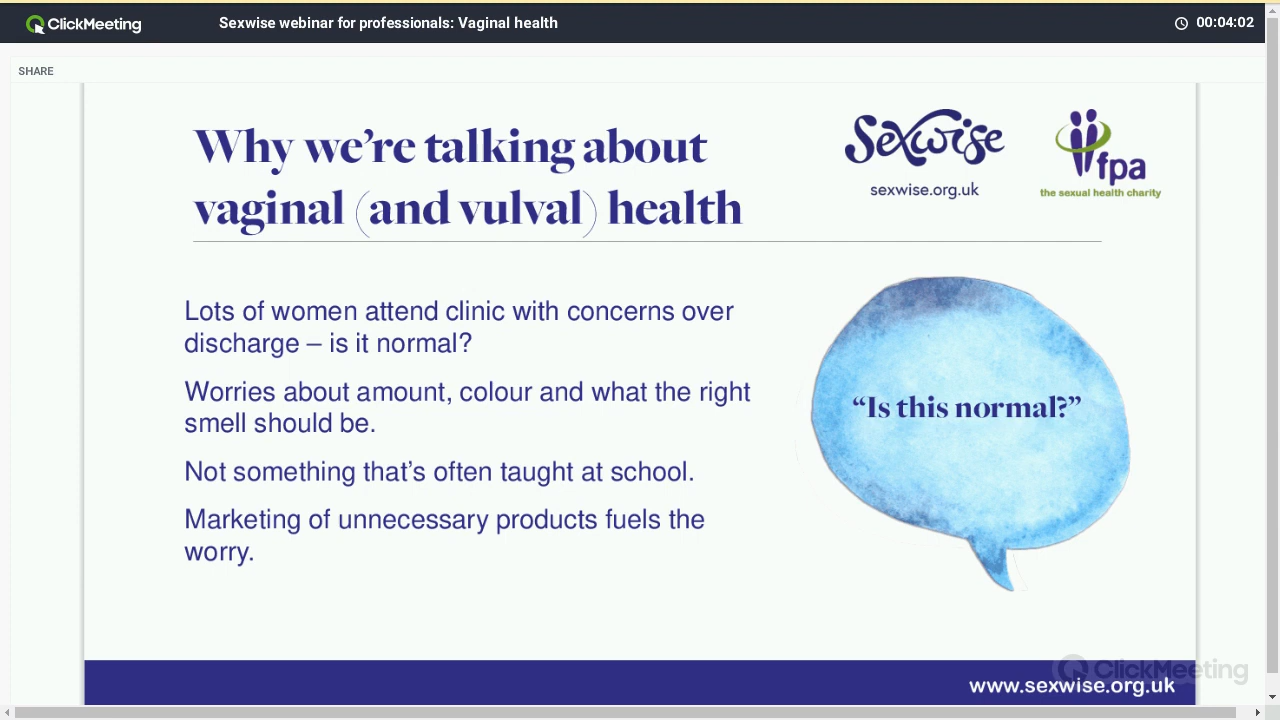 ClickMeeting
Sexwise webinar for professionals: Vaginal health
00:04:02
SHARE
Why we’re talking about
vaginal (and vulval) health
Sexwise
sexwise.org.uk
fpa
the sexual health charity
Lots of women attend clinic with concerns over
discharge – is it normal?
Worries about amount, colour and what the right
smell should be.
Not something that’s often taught at school.
Marketing of unnecessary products fuels the
worry.
“Is this normal?”
ClickMeeting
www.sexwise.org.uk